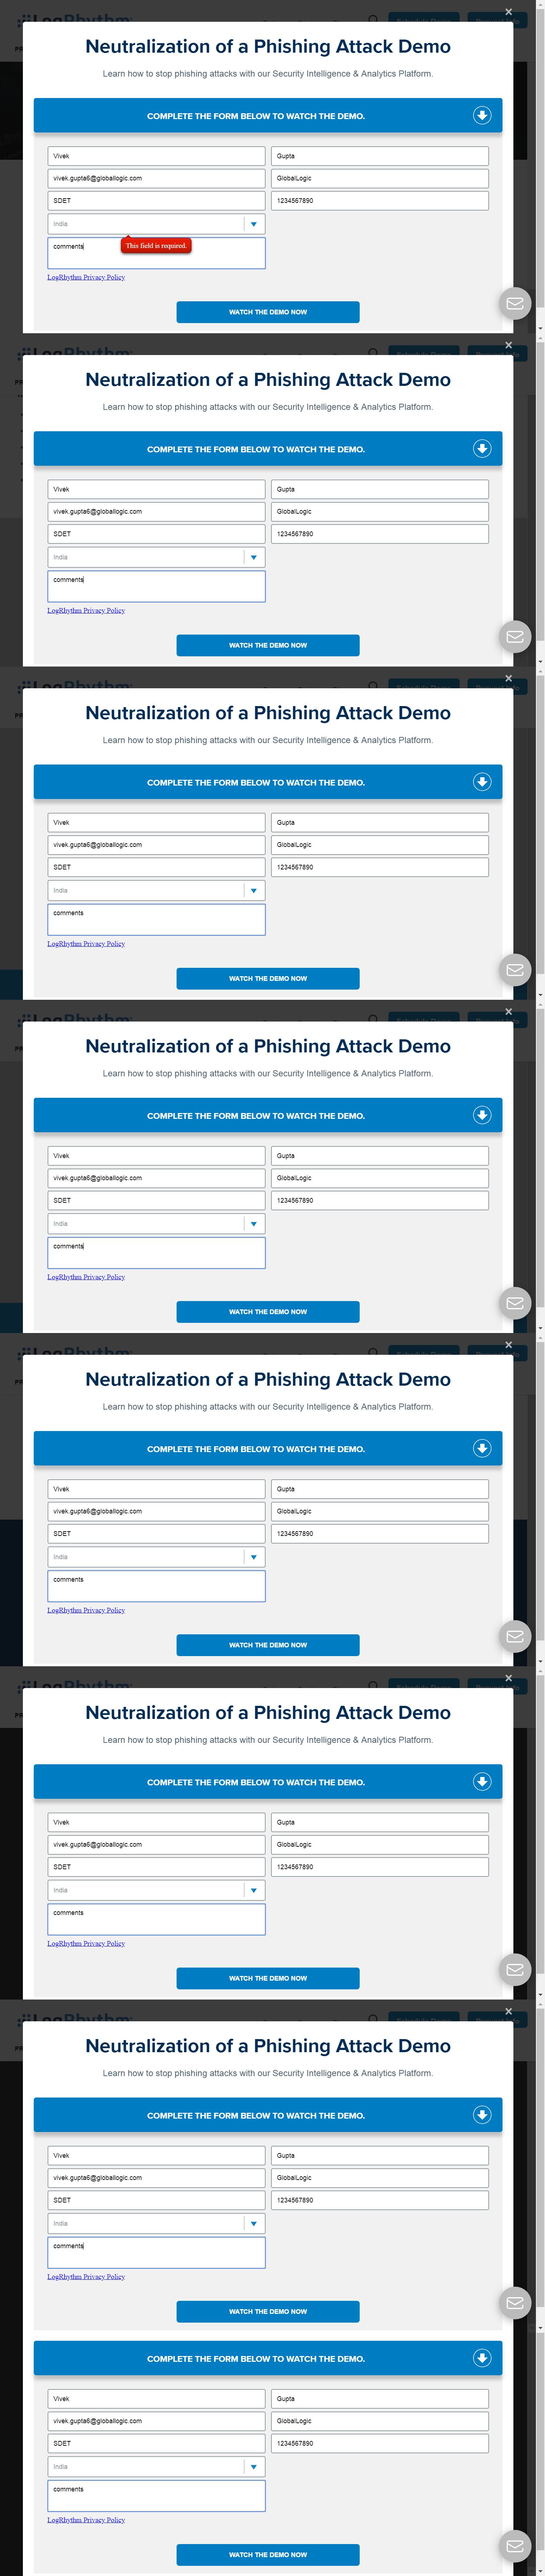 Neutralization of a Phishing Attack Demo
Learn how to stop phishing attacks with our Security Intelligence & Analytics Platform.
COMPLETE THE FORM BELOW TO WATCH THE DEMO.
Vivek Gupta
vivek.gupta6@globallogic.com GlobalLogic
SDET 1234567890
India
comments This field is required.
LogRhythm Privacy Policy
WATCH THE DEMO NOW
LogRhythm
Neutralization of a Phishing Attack Demo
Learn how to stop phishing attacks with our Security Intelligence & Analytics Platform.
COMPLETE THE FORM BELOW TO WATCH THE DEMO.
Vivek Gupta
vivek.gupta6@globallogic.com GlobalLogic
SDET 1234567890
India
comments
LogRhythm Privacy Policy
WATCH THE DEMO NOW
LogRhythm
Neutralization of a Phishing Attack Demo
Learn how to stop phishing attacks with our Security Intelligence & Analytics Platform.
COMPLETE THE FORM BELOW TO WATCH THE DEMO.
Vivek Gupta
vivek.gupta6@globallogic.com GlobalLogic
SDET 1234567890
India
comments
LogRhythm Privacy Policy
WATCH THE DEMO NOW
LogRhythm
Neutralization of a Phishing Attack Demo
Learn how to stop phishing attacks with our Security Intelligence & Analytics Platform.
COMPLETE THE FORM BELOW TO WATCH THE DEMO.
Vivek Gupta
vivek.gupta6@globallogic.com GlobalLogic
SDET 1234567890
India
comments
LogRhythm Privacy Policy
WATCH THE DEMO NOW
LogRhythm
Neutralization of a Phishing Attack Demo
Learn how to stop phishing attacks with our Security Intelligence & Analytics Platform.
COMPLETE THE FORM BELOW TO WATCH THE DEMO.
Vivek Gupta
vivek.gupta6@globallogic.com GlobalLogic
SDET 1234567890
India
comments
LogRhythm Privacy Policy
WATCH THE DEMO NOW
LogRhythm
Neutralization of a Phishing Attack Demo
Learn how to stop phishing attacks with our Security Intelligence & Analytics Platform.
COMPLETE THE FORM BELOW TO WATCH THE DEMO.
Vivek Gupta
vivek.gupta6@globallogic.com GlobalLogic
SDET 1234567890
India
comments
LogRhythm Privacy Policy
WATCH THE DEMO NOW
LogRhythm
Neutralization of a Phishing Attack Demo
Learn how to stop phishing attacks with our Security Intelligence & Analytics Platform.
COMPLETE THE FORM BELOW TO WATCH THE DEMO.
Vivek Gupta
vivek.gupta6@globallogic.com GlobalLogic
SDET 1234567890
India
comments
LogRhythm Privacy Policy
WATCH THE DEMO NOW
COMPLETE THE FORM BELOW TO WATCH THE DEMO.
Vivek Gupta
vivek.gupta6@globallogic.com GlobalLogic
SDET 1234567890
India
comments
LogRhythm Privacy Policy
WATCH THE DEMO NOW